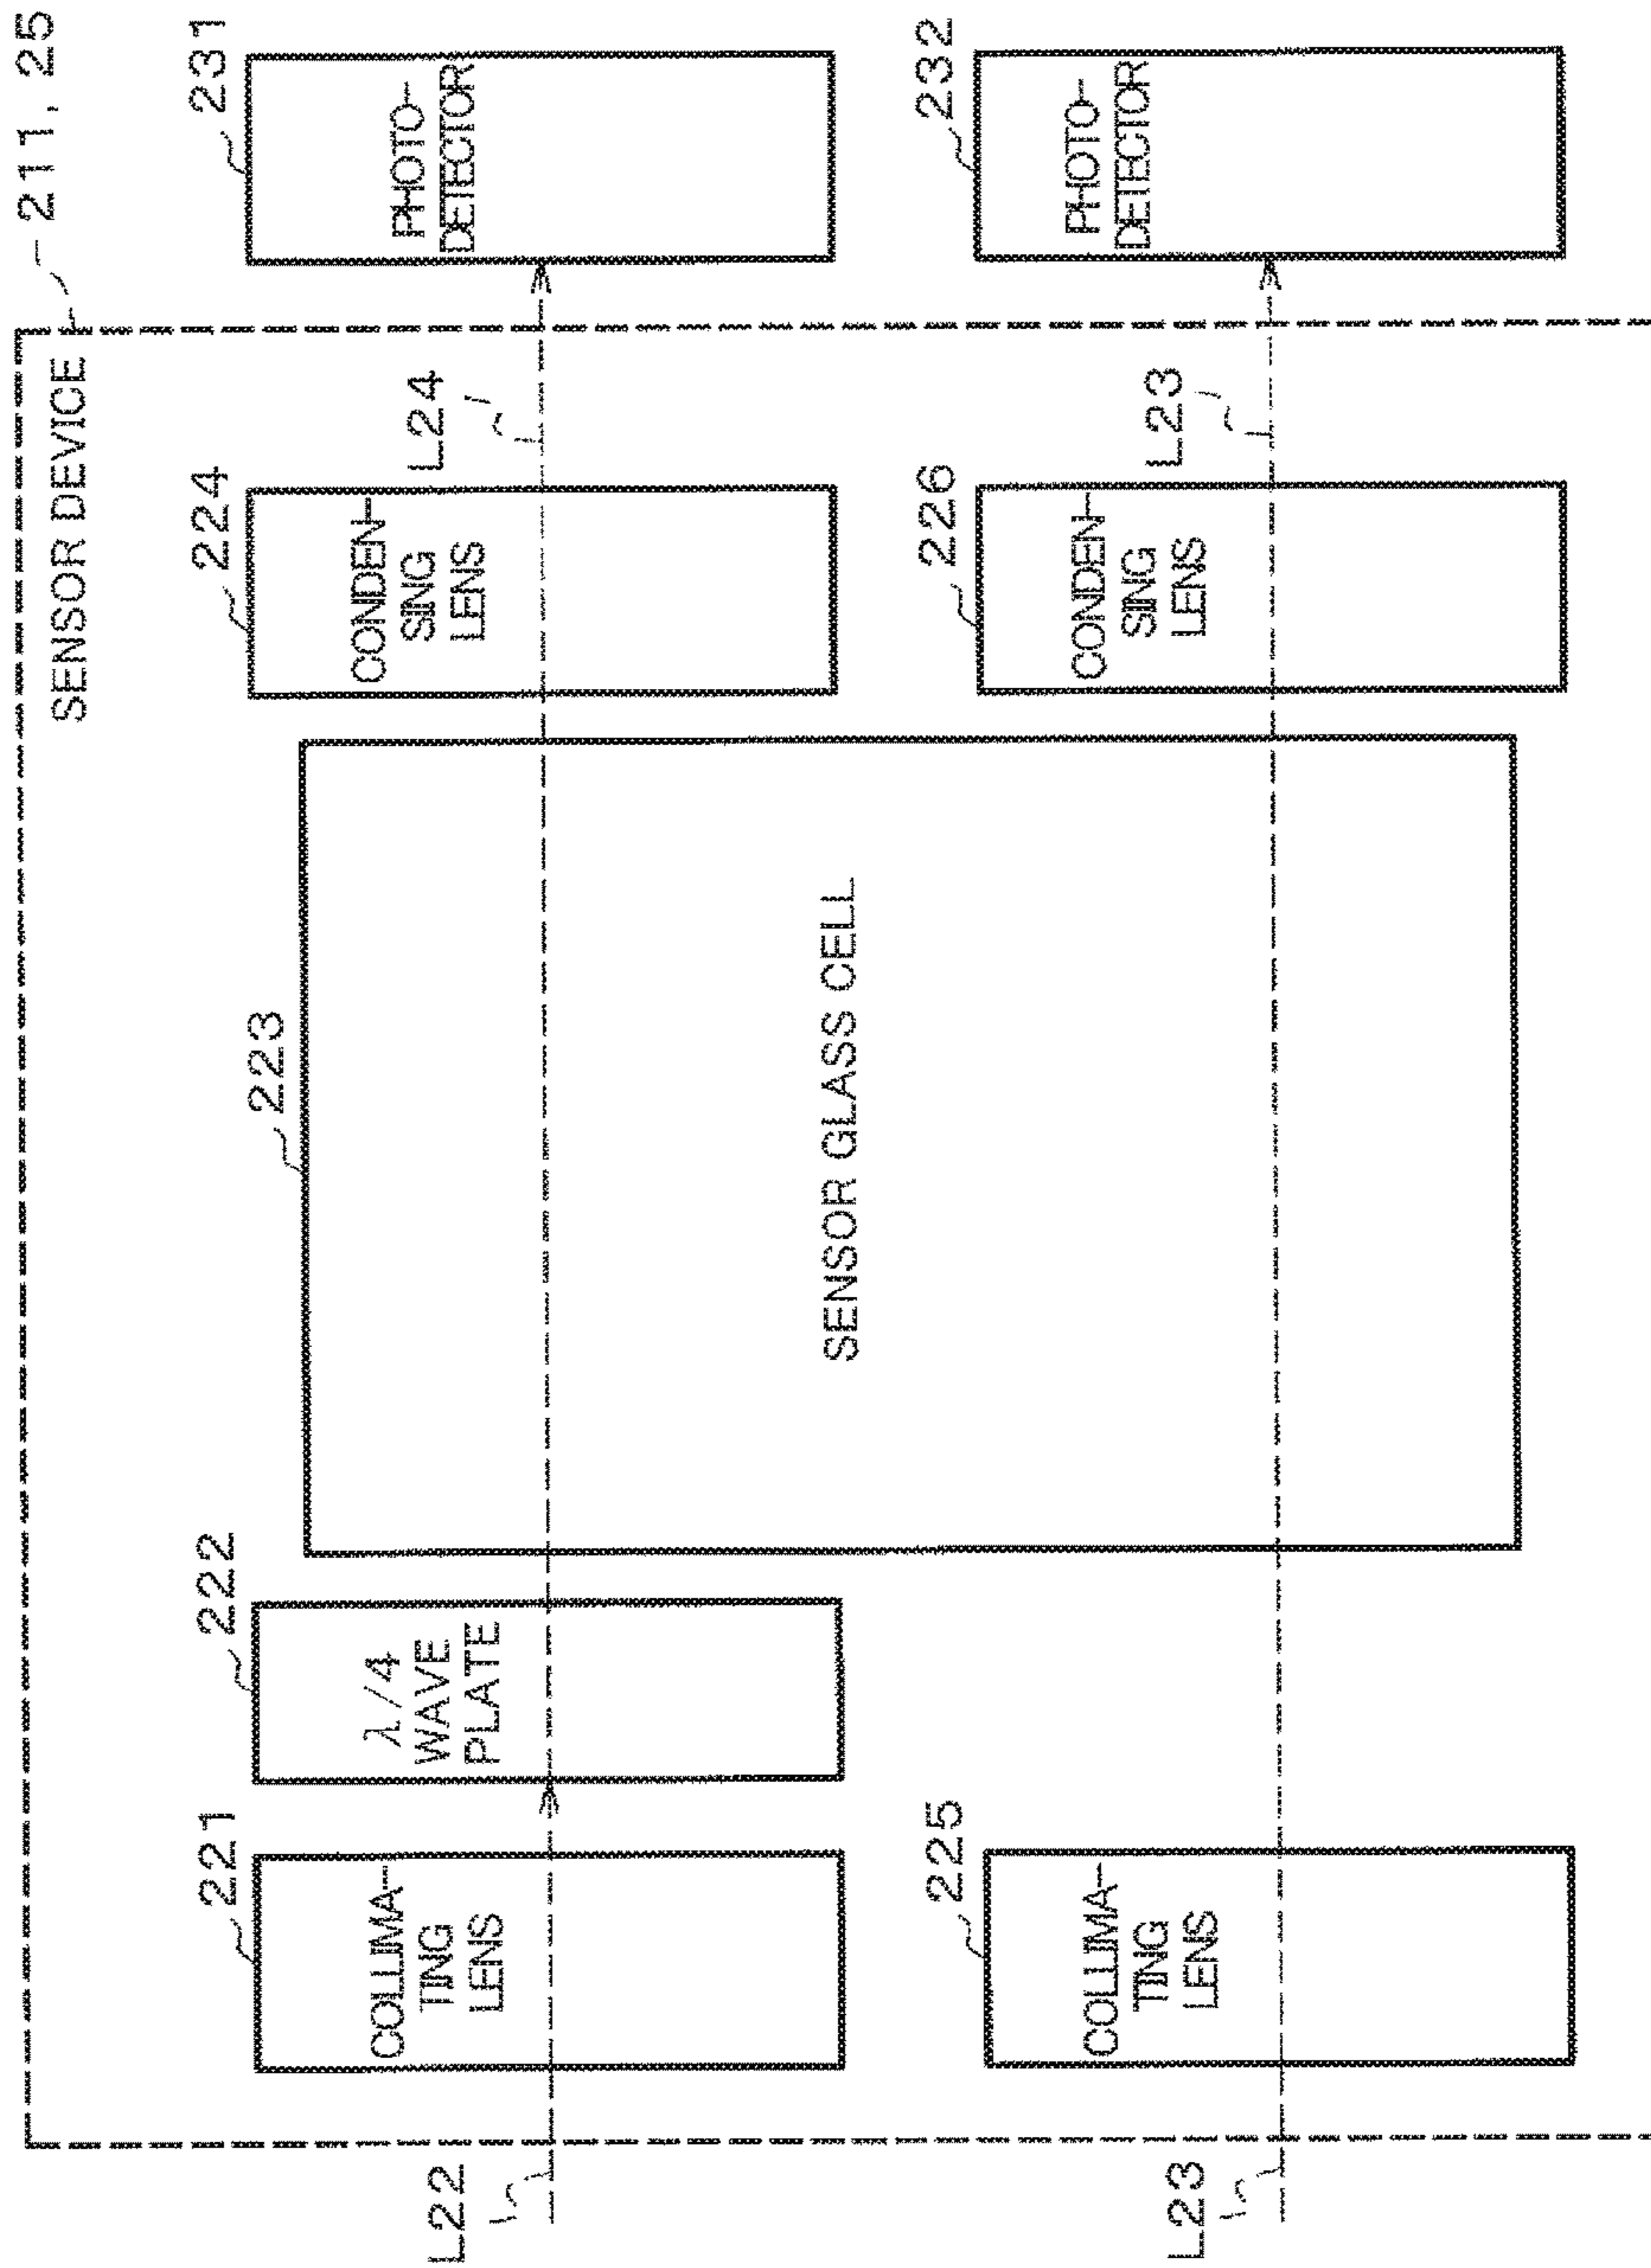 211, 25
SENSOR DEVICE
221
COLLIMA-
TING
LENS
222
λ/4
WAVE
PLATE
223
SENSOR GLASS CELL
224
CONDEN-
SING
LENS
231
PHOTO-
DETECTOR
L22
L24
225
COLLIMA-
TING
LENS
226
CONDEN-
SING
LENS
232
PHOTO-
DETECTOR
L23
L23